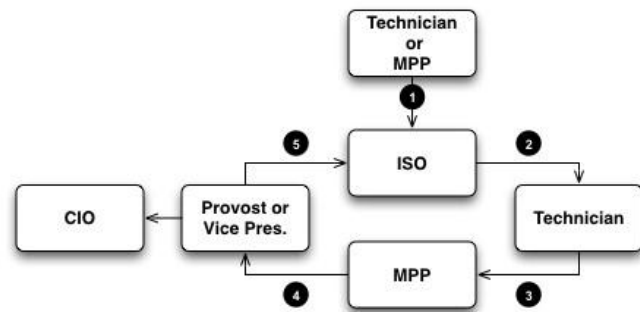 Technician
or
MPP
1
5
2
ISO
CIO
Provost or
Vice Pres.
Technician
MPP
4
3